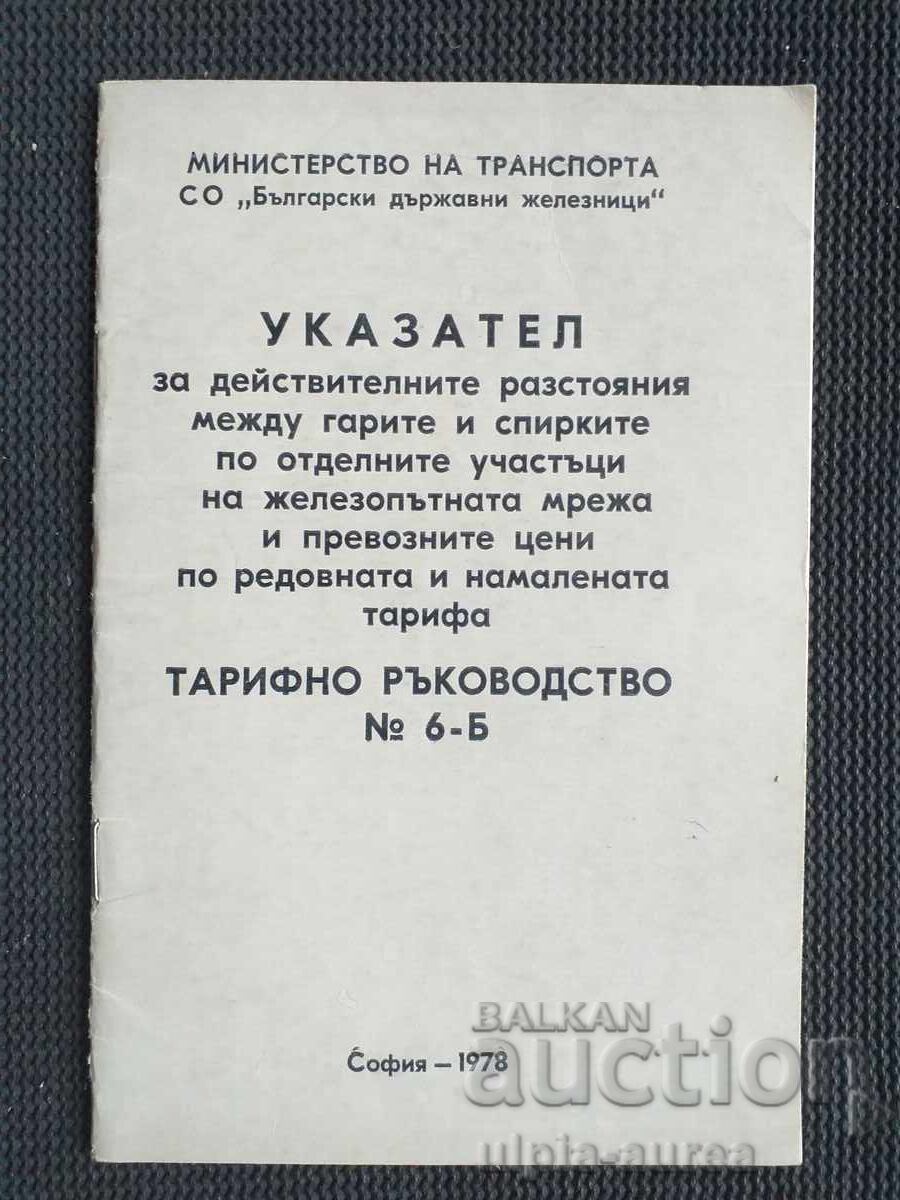 МИНИСТЕРСТВО НА ТРАНСПОРТА
СО „Български държавни железници"
УКАЗАТЕЛ
за действителните разстояния
между гарите и спирките
по отделните участъци
на железопътната мрежа
и превозните цени
по редовната и намалената
тарифа
ТАРИФНО РЪКОВОДСТВО
№ 6-Б
София — 1978
BALKAN
auction
ulpia-aurea